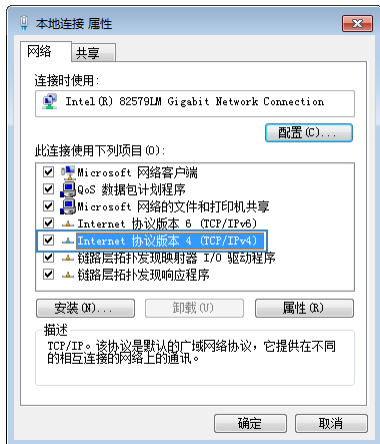 本地连接 属性
网络
共享
连接时使用:
Intel(R) 82579LM Gigabit Network Connection
配置(C)...
此连接使用下列项目(O):
Microsoft 网络客户端
QoS 数据包计划程序
Microsoft 网络的文件和打印机共享
Internet 协议版本 6 (TCP/IPv6)
Internet 协议版本 4 (TCP/IPv4)
链路层拓扑发现映射器 I/O 驱动程序
链路层拓扑发现响应程序
安装(N)...
卸载(U)
属性(R)
描述
TCP/IP。该协议是默认的广域网络协议，它提供在不同
的相互连接的网络上的通讯。
确定
取消